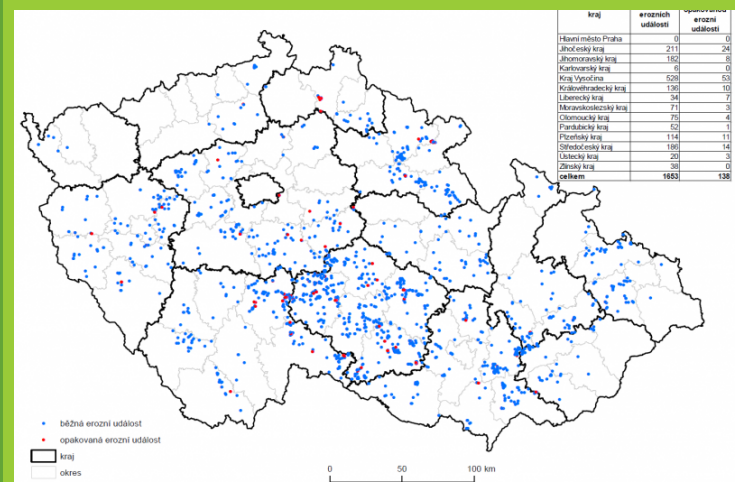 kraj erozních událostí opakovanou erozní události
Hlavní město Praha 0 0
Jihočeský kraj 211 24
Jihomoravský kraj 182 8
Karlovarský kraj 6 0
Kraj Vysočina 528 53
Královéhradecký kraj 136 10
Liberecký kraj 34 7
Moravskoslezský kraj 71 3
Olomoucký kraj 75 4
Pardubický kraj 52 1
Plzeňský kraj 114 11
Středočeský kraj 186 14
Ústecký kraj 20 3
Zlínský kraj 38 0
celkem 1653 138
běžná erozní událost
opakovaná erozní událost
kraj
okres
0 50 100 km